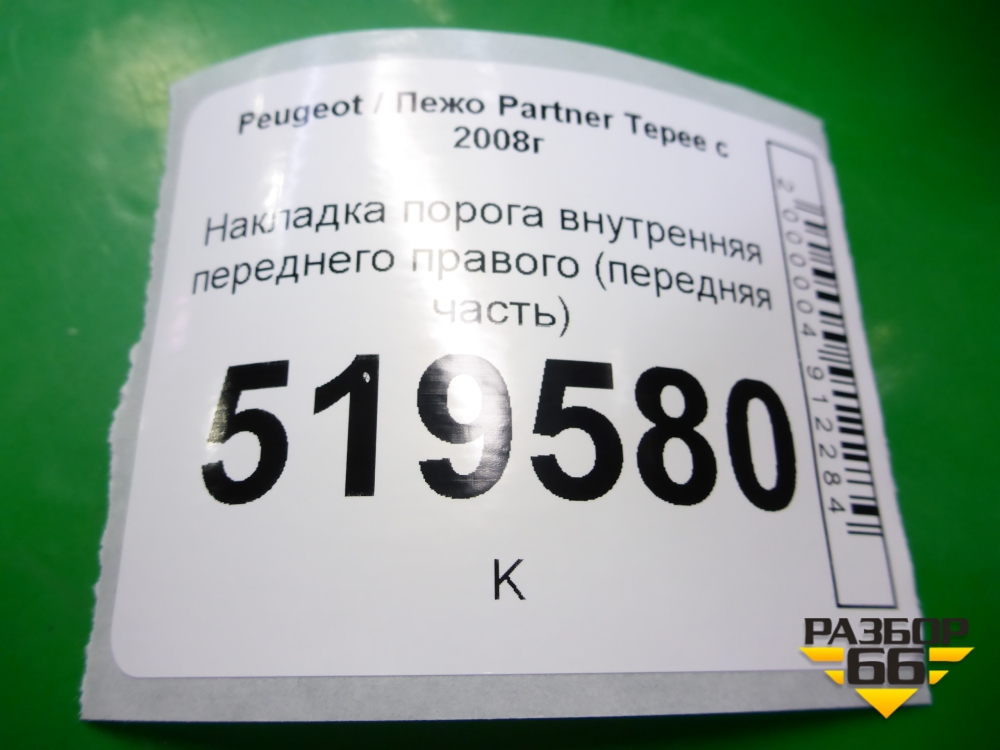 Peugeot / Пежо Partner Tepee с
2008г
Накладка порога внутренняя
переднего правого (передняя
часть)
519580
К
2000004912284
РАЗБОР
66